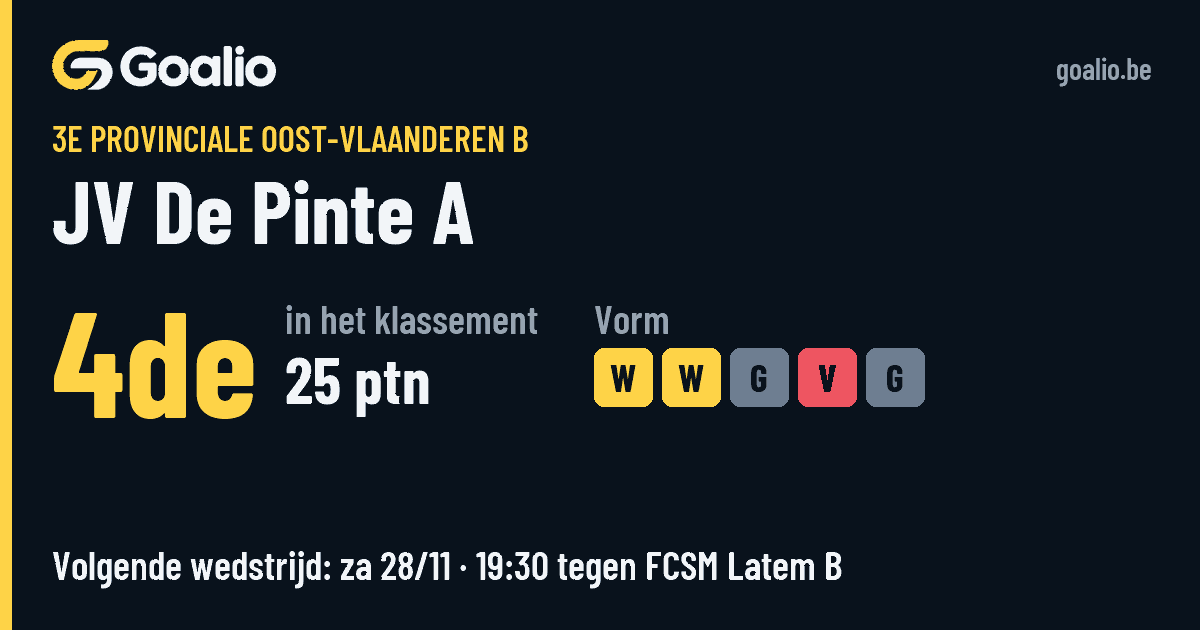 Goalio
goalio.be
3E PROVINCIALE OOST-VLAANDEREN B
JV De Pinte A
4de
in het klassement
25 ptn
Vorm
W W G V G
Volgende wedstrijd: za 28/11 · 19:30 tegen FCSM Latem B